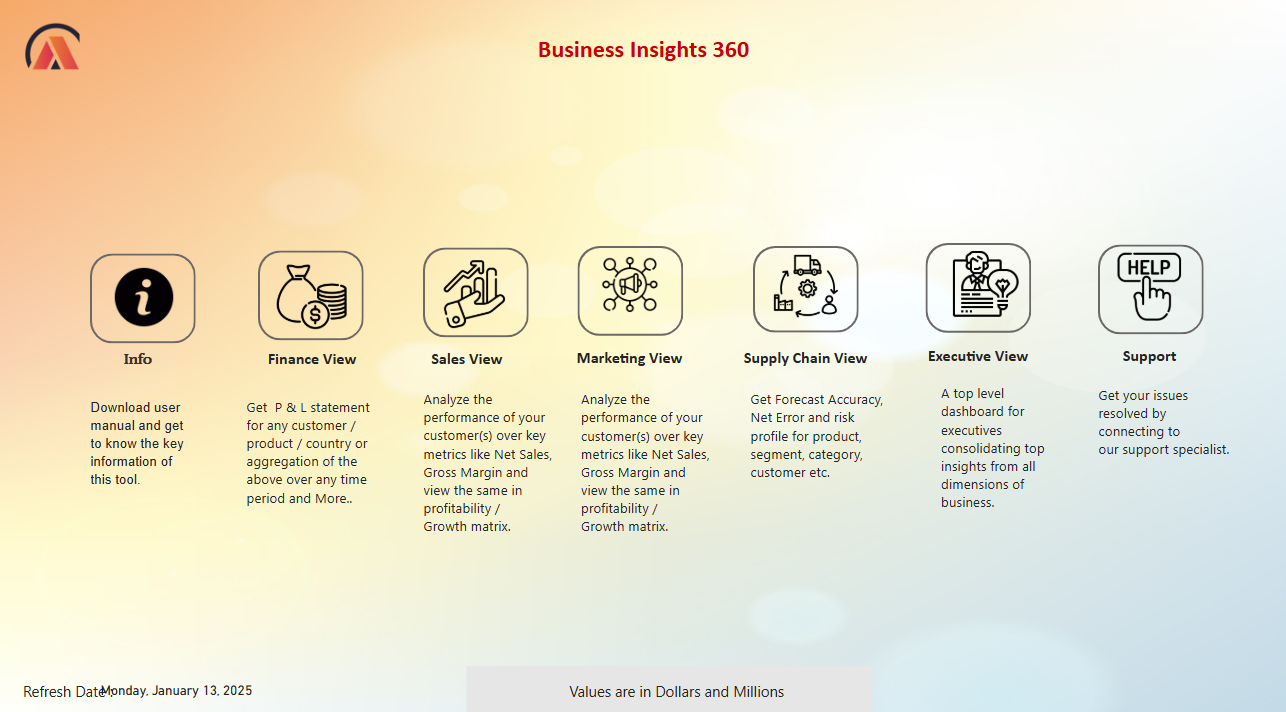 Business Insights 360
HELP
Info
Finance View
Sales View
Marketing View
Supply Chain View
Executive View
Support
Download user
manual and get
to know the key
information of
this tool.
Get  P & L statement
for any customer /
product / country or
aggregation of the
above over any time
period and More..
Analyze the
performance of your
customer(s) over key
metrics like Net Sales,
Gross Margin and
view the same in
profitability /
Growth matrix.
Analyze the
performance of your
customer(s) over key
metrics like Net Sales,
Gross Margin and
view the same in
profitability /
Growth matrix.
Get Forecast Accuracy,
Net Error and risk
profile for product,
segment, category,
customer etc.
A top level
dashboard for
executives
consolidating top
insights from all
dimensions of
business.
Get your issues
resolved by
connecting to
our support specialist.
Refresh Date : Monday, January 13, 2025
Values are in Dollars and Millions